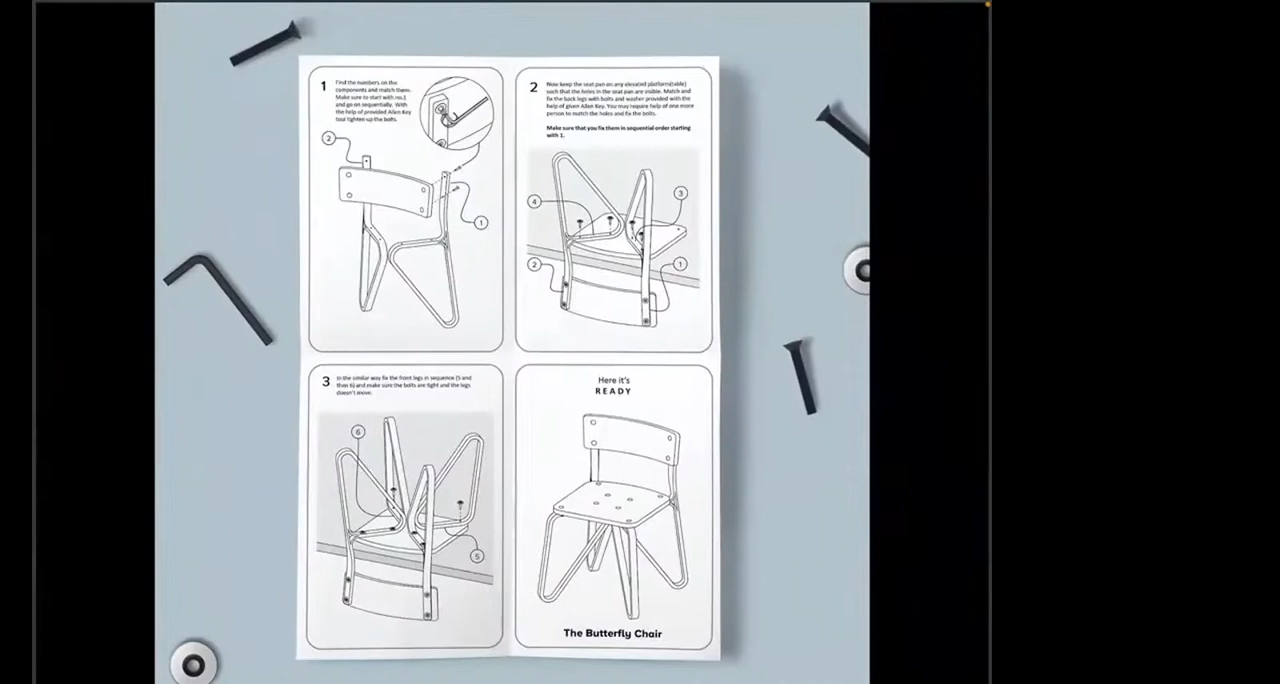 1
Find the numbers on the
components and match them.
Make sure to start with no.1
and go on sequentially. With
the help of provided Allen Key
tool tighten up the bolts.
2
1
2
Now keep the seat pan on any elevated platform(table)
such that the holes in the seat pan are visible. Match and
fix the back legs with bolts and washer provided with the
help of given Allen Key. You may require help of one more
person to match the holes and fix the bolts.
Make sure that you fix them in sequential order starting
with 1.
4
3
2
1
3
In the similar way fix the front legs in sequence (5 and
then 6) and make sure the bolts are tight and the legs
doesn't move.
6
5
Here it's
READY
The Butterfly Chair